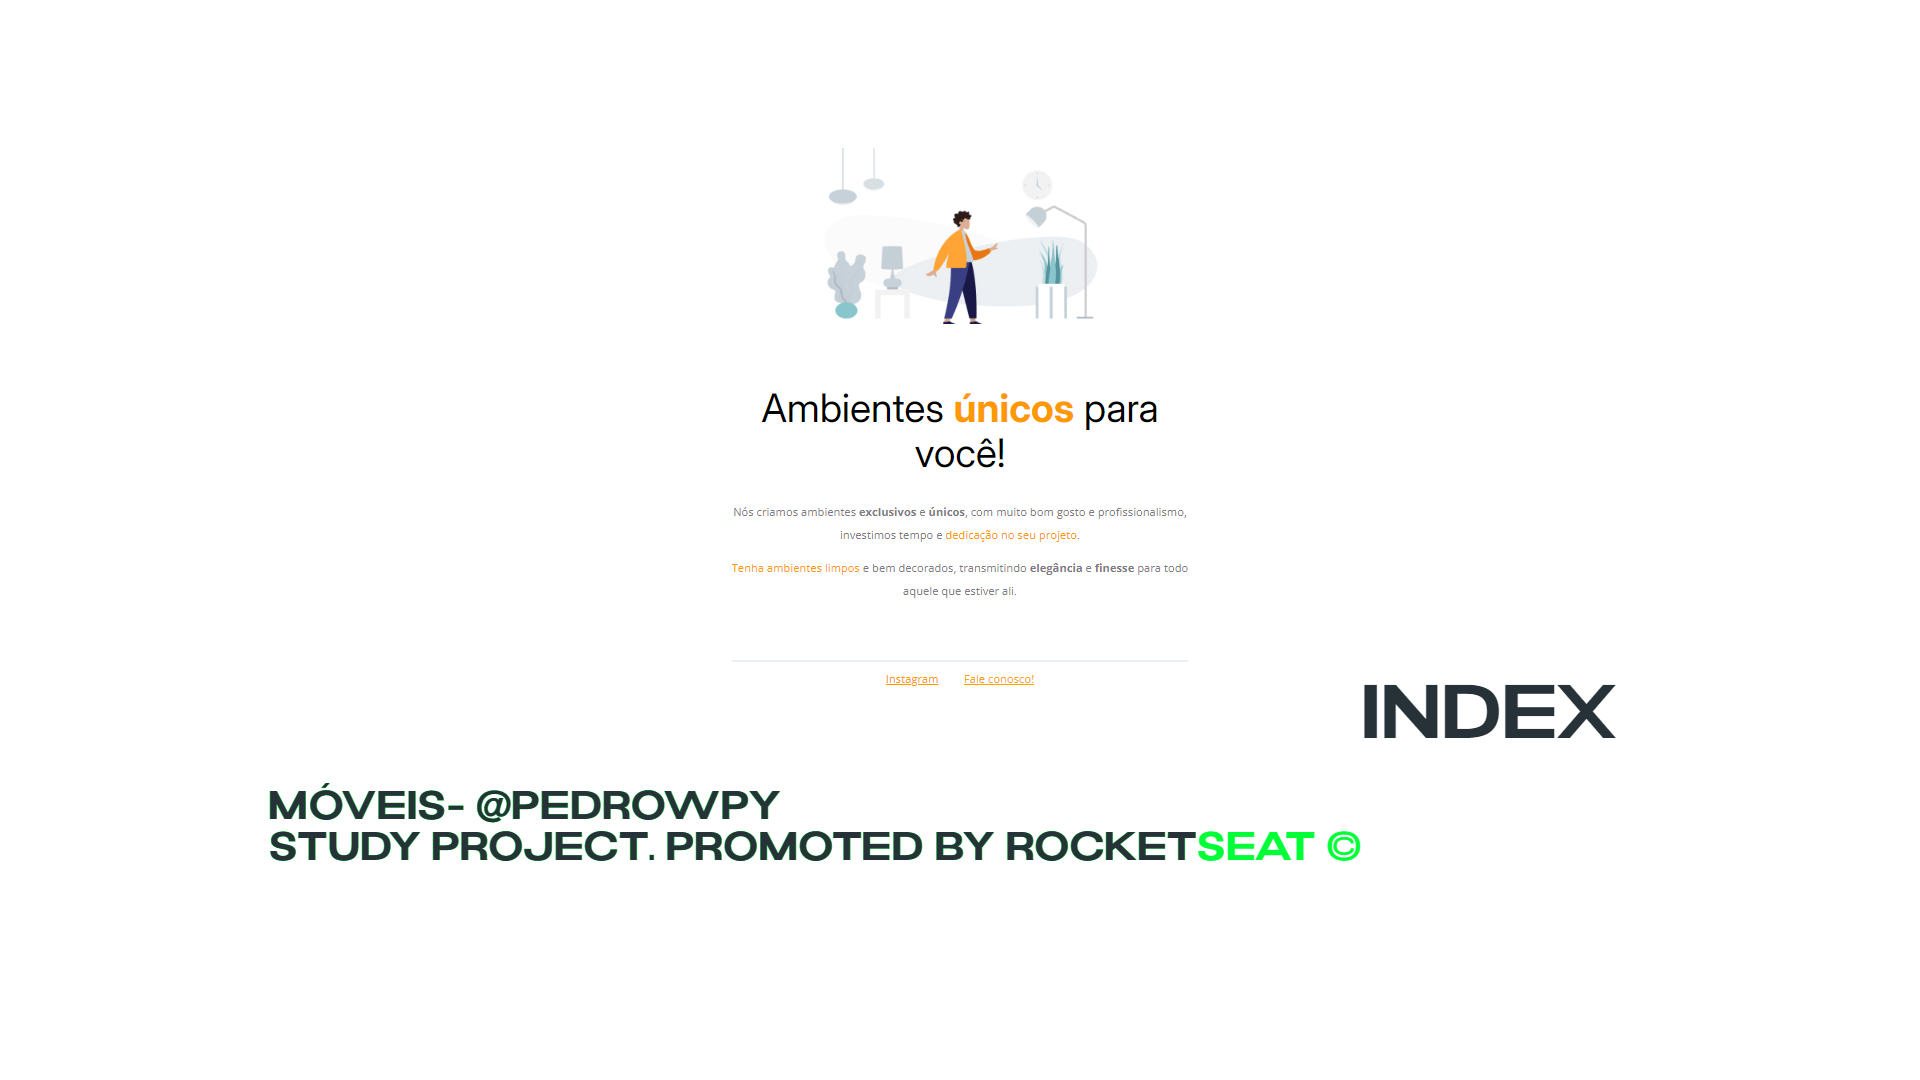 Ambientes únicos para
você!
Nós criamos ambientes exclusivos e únicos, com muito bom gosto e profissionalismo,
investimos tempo e dedicação no seu projeto.
Tenha ambientes limpos e bem decorados, transmitindo elegância e finesse para todo
aquele que estiver ali.
Instagram Fale conosco!
INDEX
MÓVEIS- @PEDROWPY
STUDY PROJECT. PROMOTED BY ROCKETSEAT ©